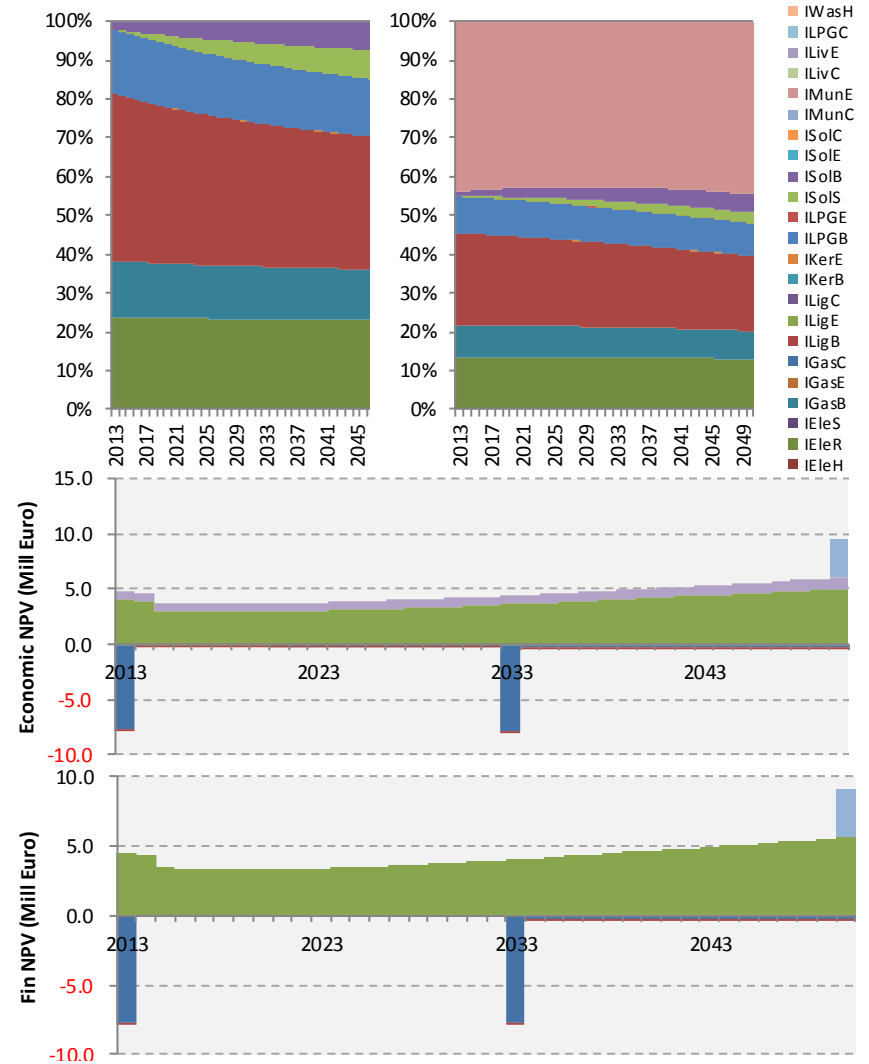 100%
90%
80%
70%
60%
50%
40%
30%
20%
10%
0%
2013
2017
2021
2025
2029
2033
2037
2041
2045
100%
90%
80%
70%
60%
50%
40%
30%
20%
10%
0%
2013
2017
2021
2025
2029
2033
2037
2041
2045
2049
IWasH
ILPGC
ILivE
ILivC
IMunE
IMunC
ISolC
ISolE
ISolB
ISolS
ILPGE
ILPGB
IKerE
IKerB
ILigC
ILigE
ILigB
IGasC
IGasE
IGasB
IEleS
IEleR
IEleH
Economic NPV (Mill Euro)
15.0
10.0
5.0
0.0
-5.0
-10.0
2013
2023
2033
2043
Fin NPV (Mill Euro)
10.0
5.0
0.0
-5.0
-10.0
2013
2023
2033
2043